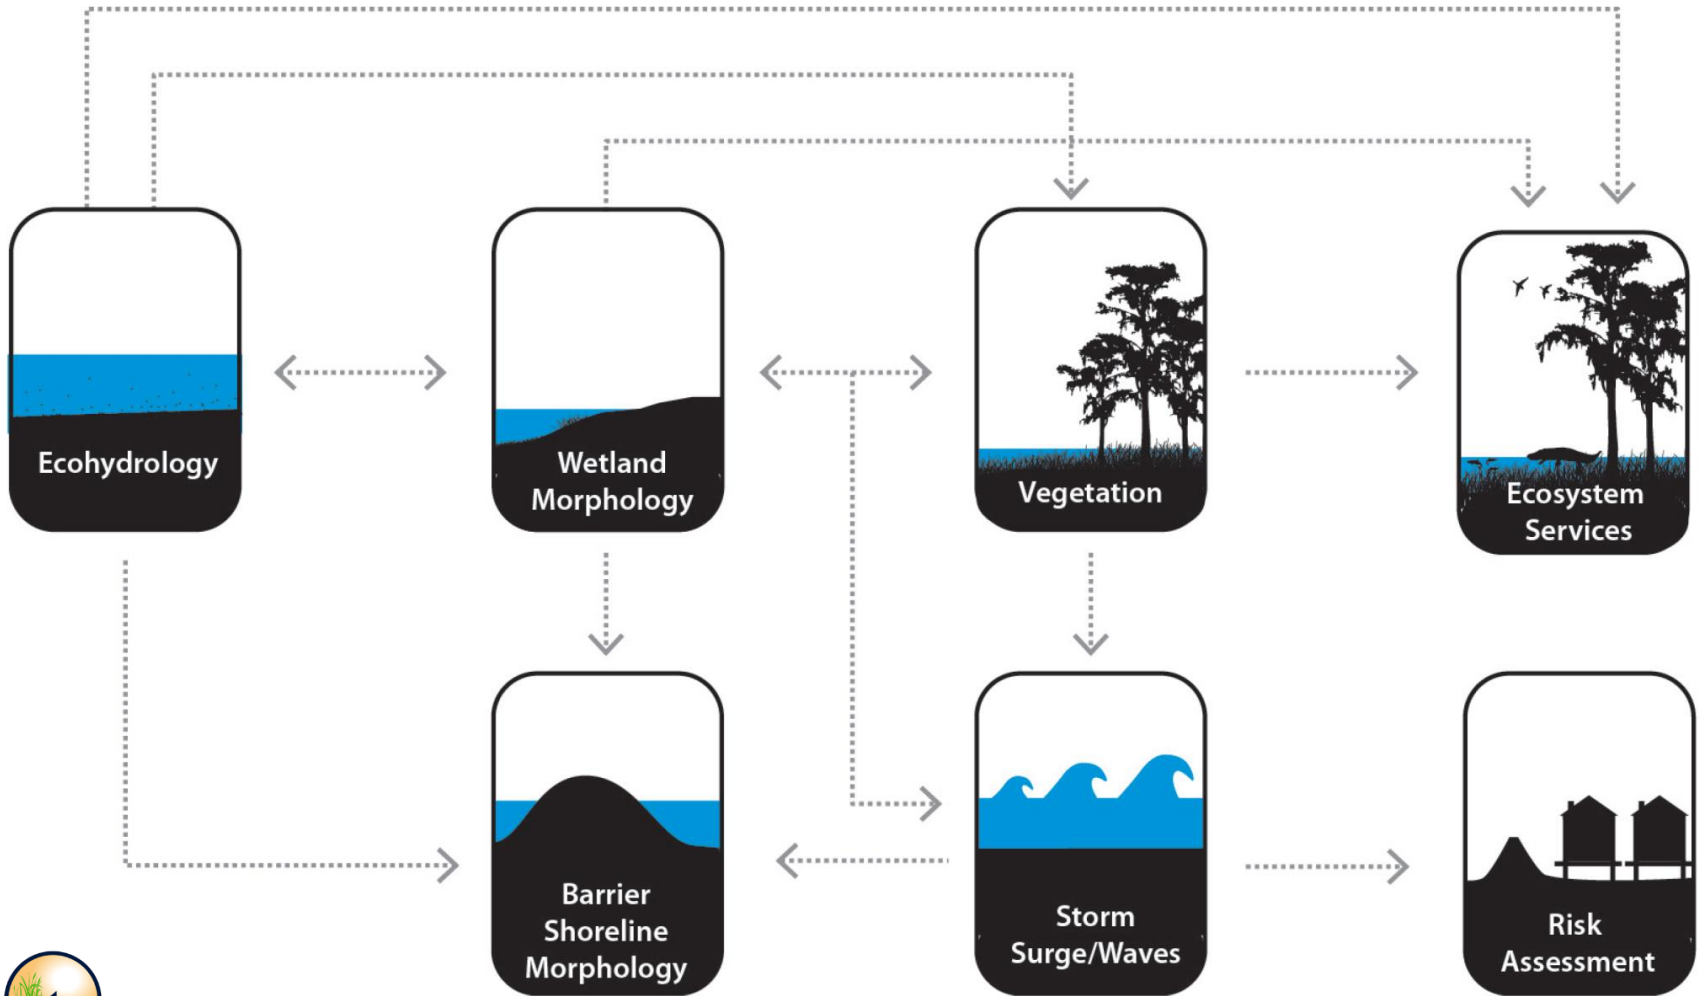 Ecohydrology
Wetland
Morphology
Vegetation
Ecosystem
Services
Barrier
Shoreline
Morphology
Storm
Surge/Waves
Risk
Assessment